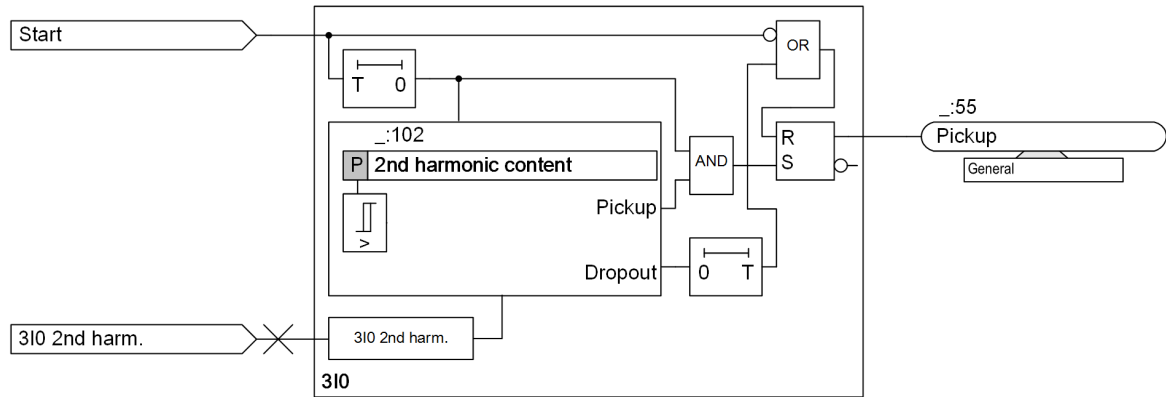 Start
OR
T 0
_:55
Pickup
General
_:102
P 2nd harmonic content
>
AND
R
S
Pickup
Dropout
0 T
3I0 2nd harm.
3I0 2nd harm.
3I0